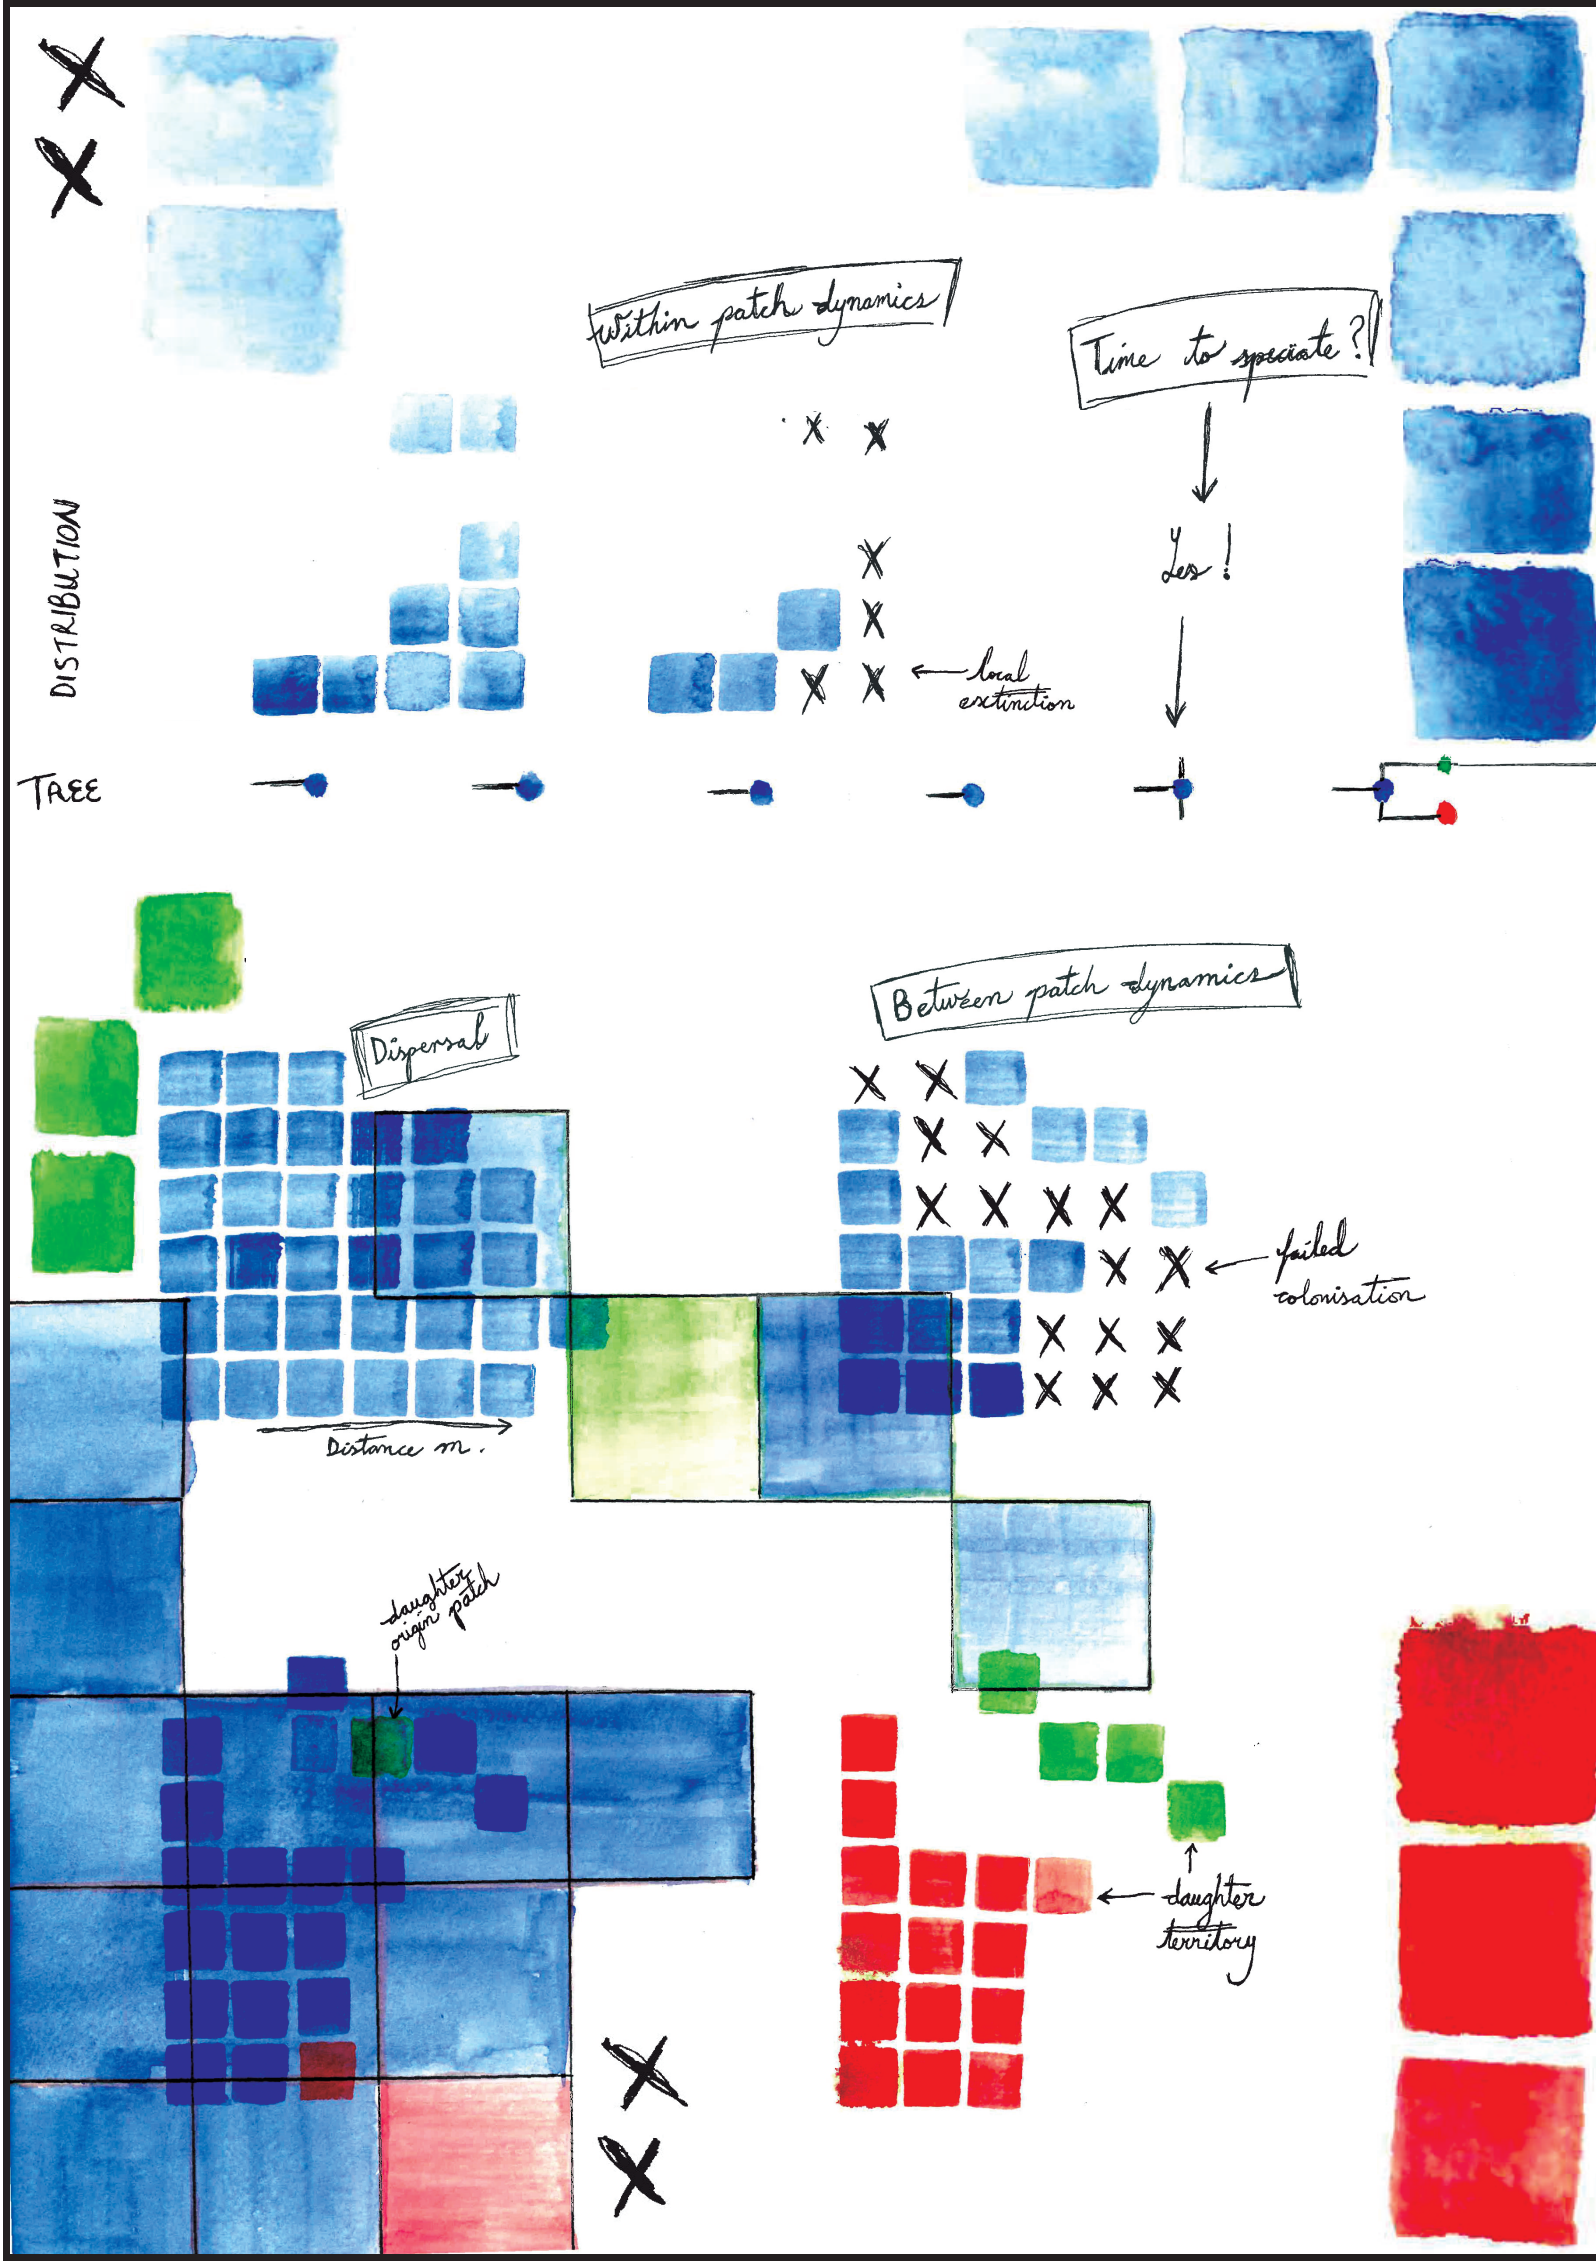 within patch dynamics
Time to speciate?
Yes!
DISTRIBUTION
local
extinction
TREE
Between patch dynamics
Dispersal
failed
colonisation
Distance m.
daughter
origin patch
daughter
territory